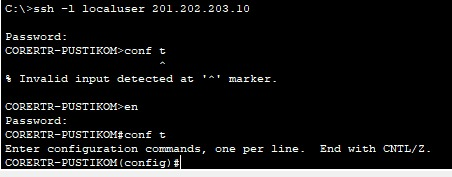 C:\>ssh -l localuser 201.202.203.10
Password:
CORERTR-PUSTIKOM>conf t
^
% Invalid input detected at '^' marker.
CORERTR-PUSTIKOM>en
Password:
CORERTR-PUSTIKOM#conf t
Enter configuration commands, one per line.  End with CNTL/Z.
CORERTR-PUSTIKOM(config)#